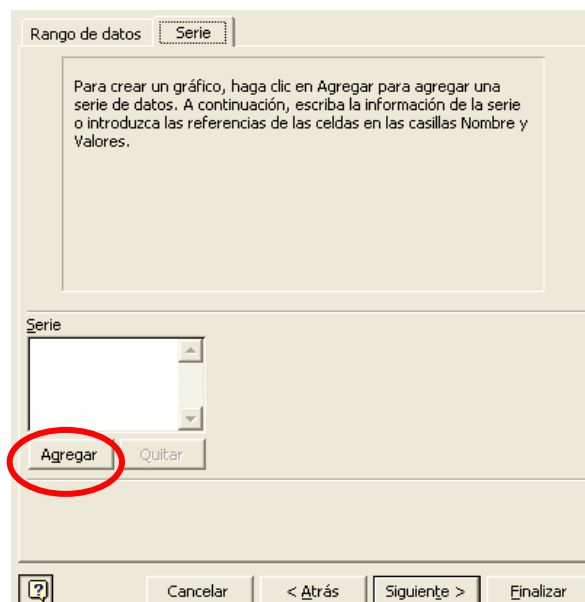 Rango de datos Serie
Para crear un gráfico, haga clic en Agregar para agregar una
serie de datos. A continuación, escriba la información de la serie
o introduzca las referencias de las celdas en las casillas Nombre y
Valores.
Serie
Agregar Quitar
? Cancelar < Atrás Siguiente > Finalizar